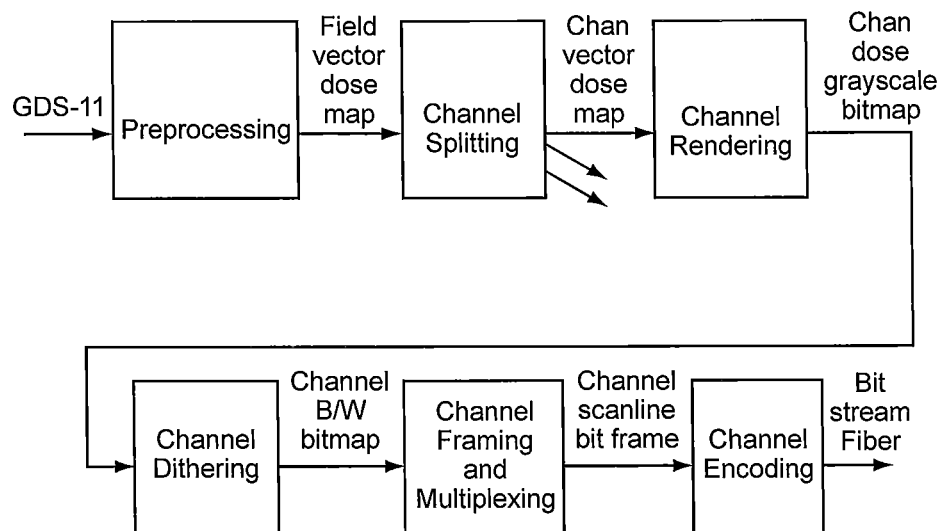 GDS-11
Preprocessing
Field
vector
dose
map
Channel
Splitting
Chan
vector
dose
map
Channel
Rendering
Chan
dose
grayscale
bitmap
Channel
Dithering
Channel
B/W
bitmap
Channel
Framing
and
Multiplexing
Channel
scanline
bit frame
Channel
Encoding
Bit
stream
Fiber